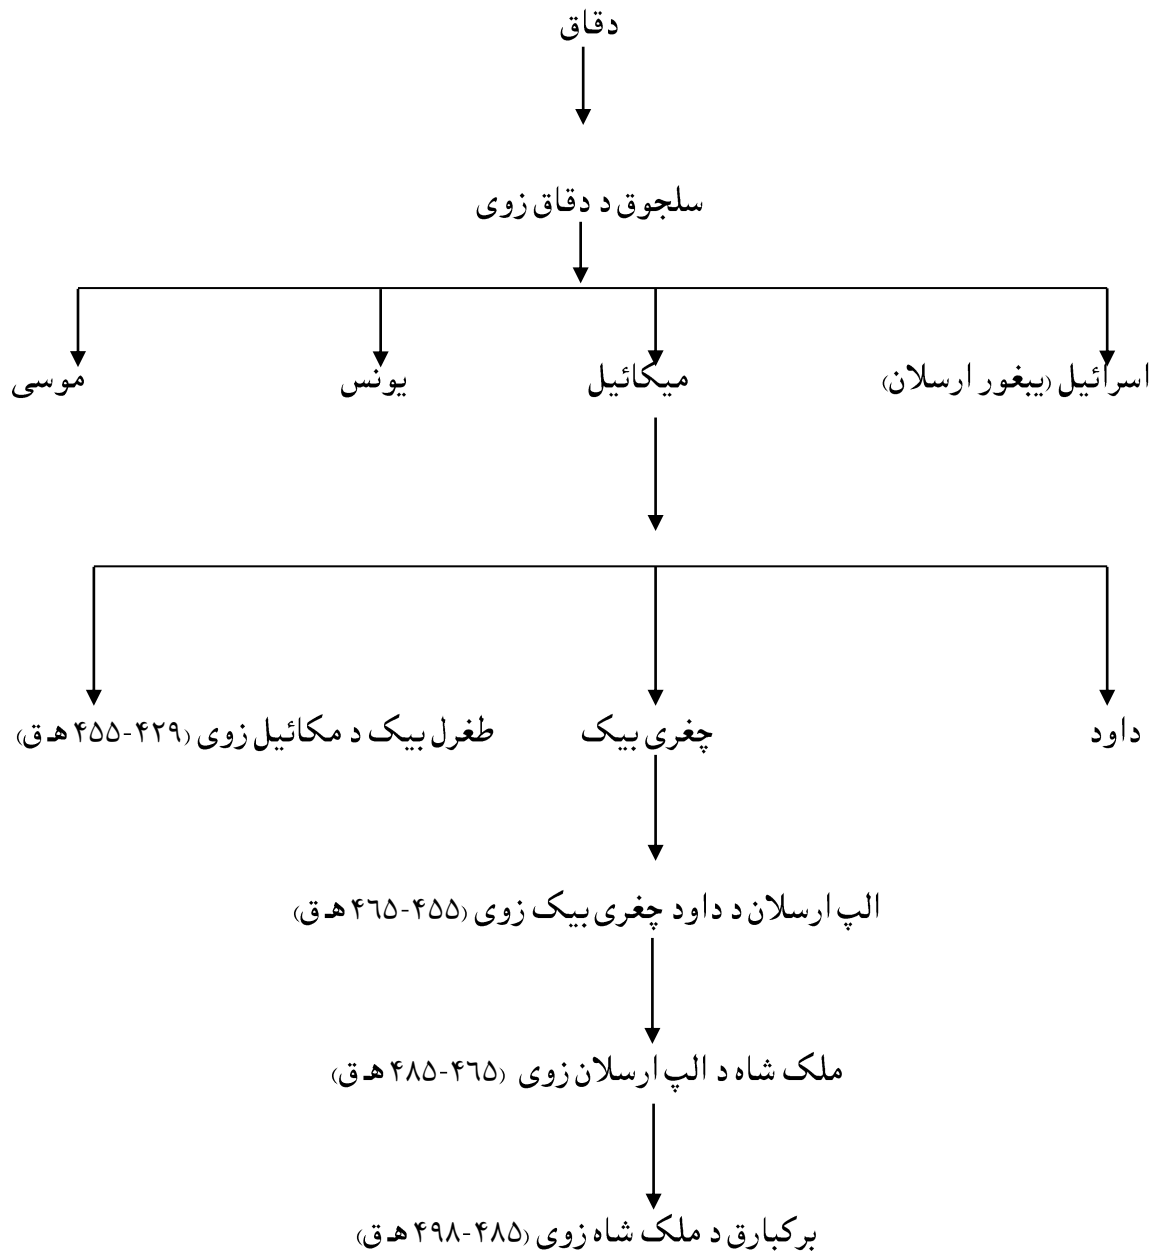 دقاق
سلجوق د دقاق زوی
اسرائیل (یبغور ارسلان) میکائیل یونس موسی
داود چغری بیک طغرل بیک د مکائیل زوی (۴۲۹-۴۵۵ هـ ق)
الپ ارسلان د داود چغری بیک زوی (۴۵۵-۴٦۵ هـ ق)
ملک شاه د الپ ارسلان زوی (۴٦۵-۴۸۵ هـ ق)
برکبارق د ملک شاه زوی (۴۸۵-۴۹۸ هـ ق)